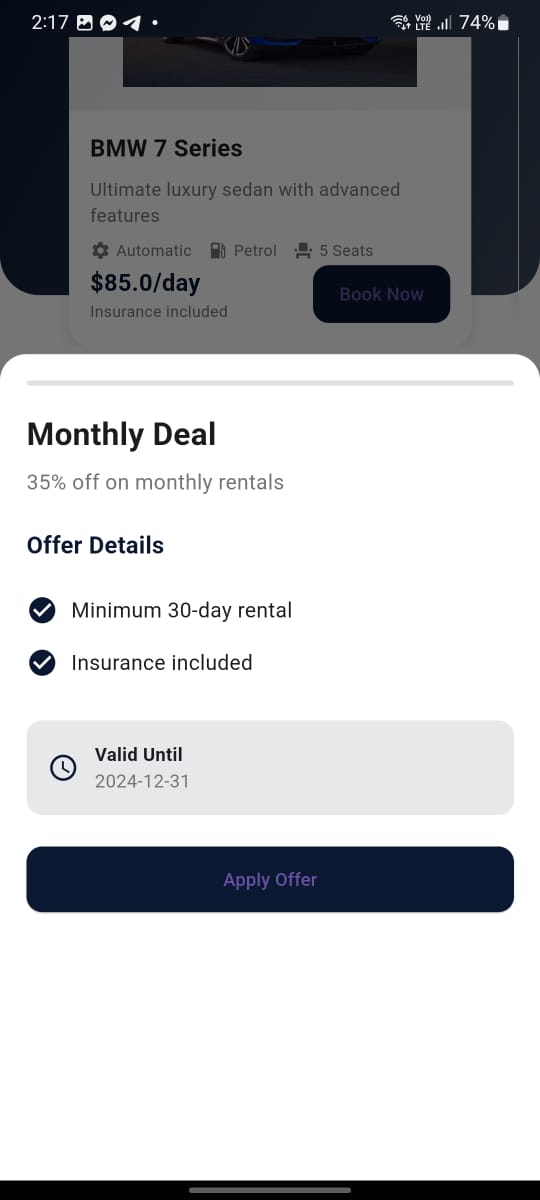 2:17
Vo)) LTE 74%
BMW 7 Series
Ultimate luxury sedan with advanced
features
Automatic Petrol 5 Seats
$85.0/day
Book Now
Insurance included
Monthly Deal
35% off on monthly rentals
Offer Details
Minimum 30-day rental
Insurance included
Valid Until
2024-12-31
Apply Offer